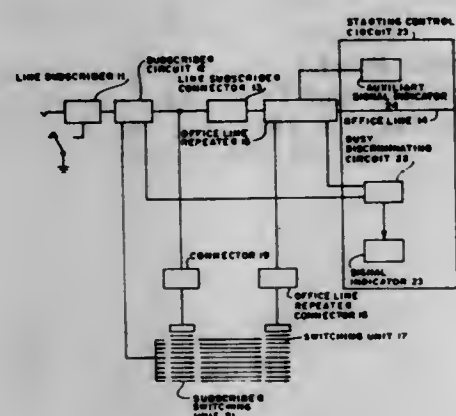 STARTING CONTROL
CIRCUIT 23
SUBSCRIBER
CIRCUIT 12
LINE SUBSCRIBER 11
LINE SUBSCRIBER
CONNECTOR 13
AUXILIARY
SIGNAL INDICATOR
OFFICE LINE 14
OFFICE LINE
REPEATER 15
BUSY
DISCRIMINATING
CIRCUIT 22
CONNECTOR 19
SIGNAL
INDICATOR 23
OFFICE LINE
REPEATER
CONNECTOR
SWITCHING UNIT 17
SUBSCRIBER
SWITCHING